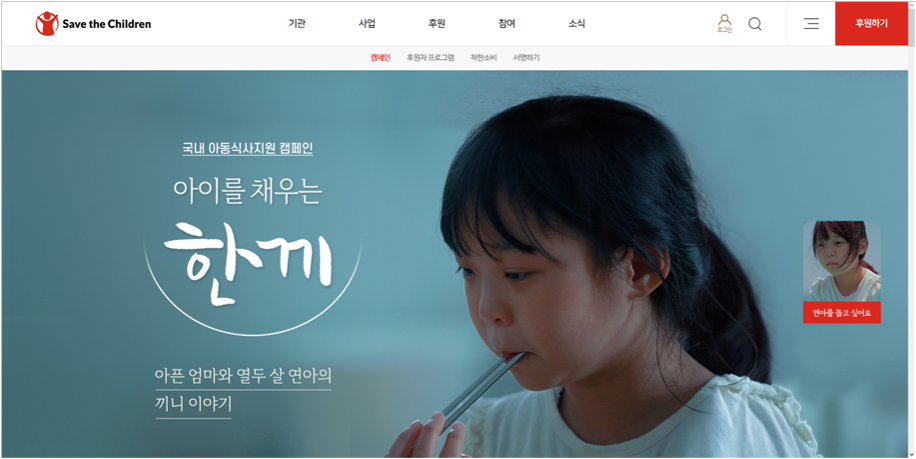 Save the Children
기관
사업
후원
참여
소식
로그인
후원하기
캠페인
후원자 프로그램
착한소비
서명하기
국내 아동식사지원 캠페인
아이를 채우는
한끼
아픈 엄마와 열두 살 연아의
끼니 이야기
연아를 돕고 싶어요